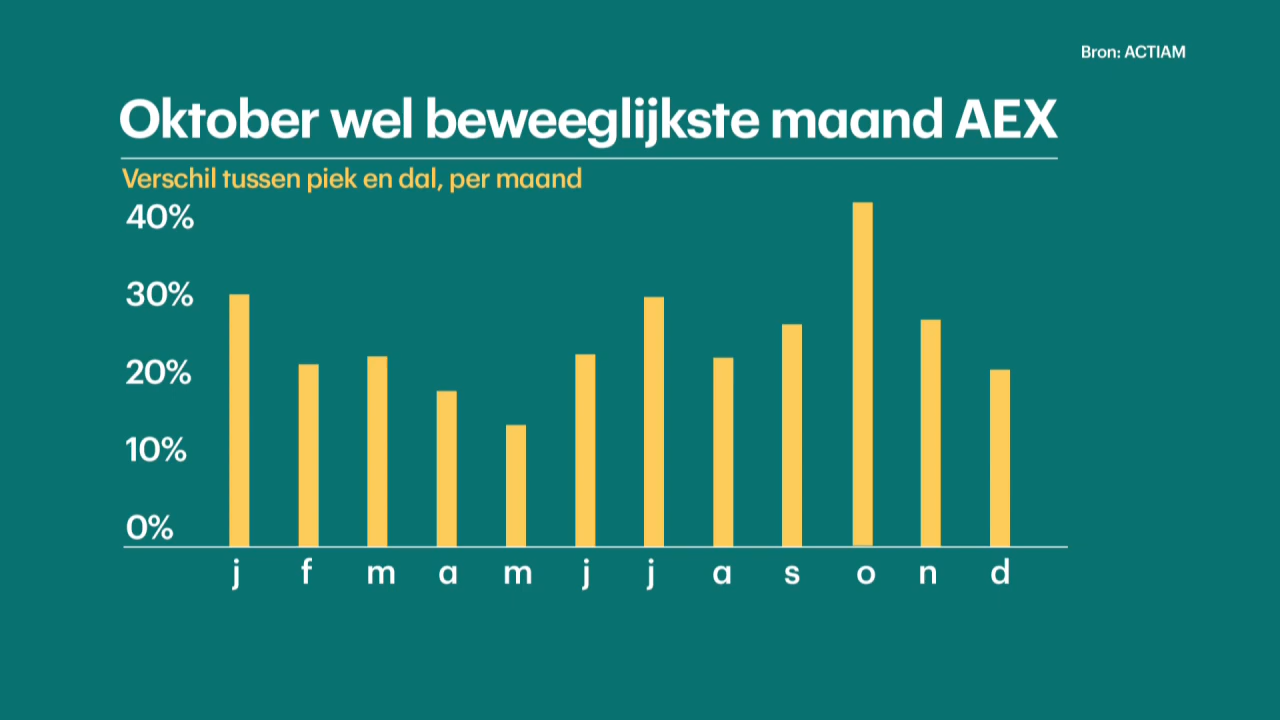 Bron: ACTIAM
Oktober wel beweeglijkste maand AEX
Verschil tussen piek en dal, per maand
40%
30%
20%
10%
0%
j f m a m j j a s o n d